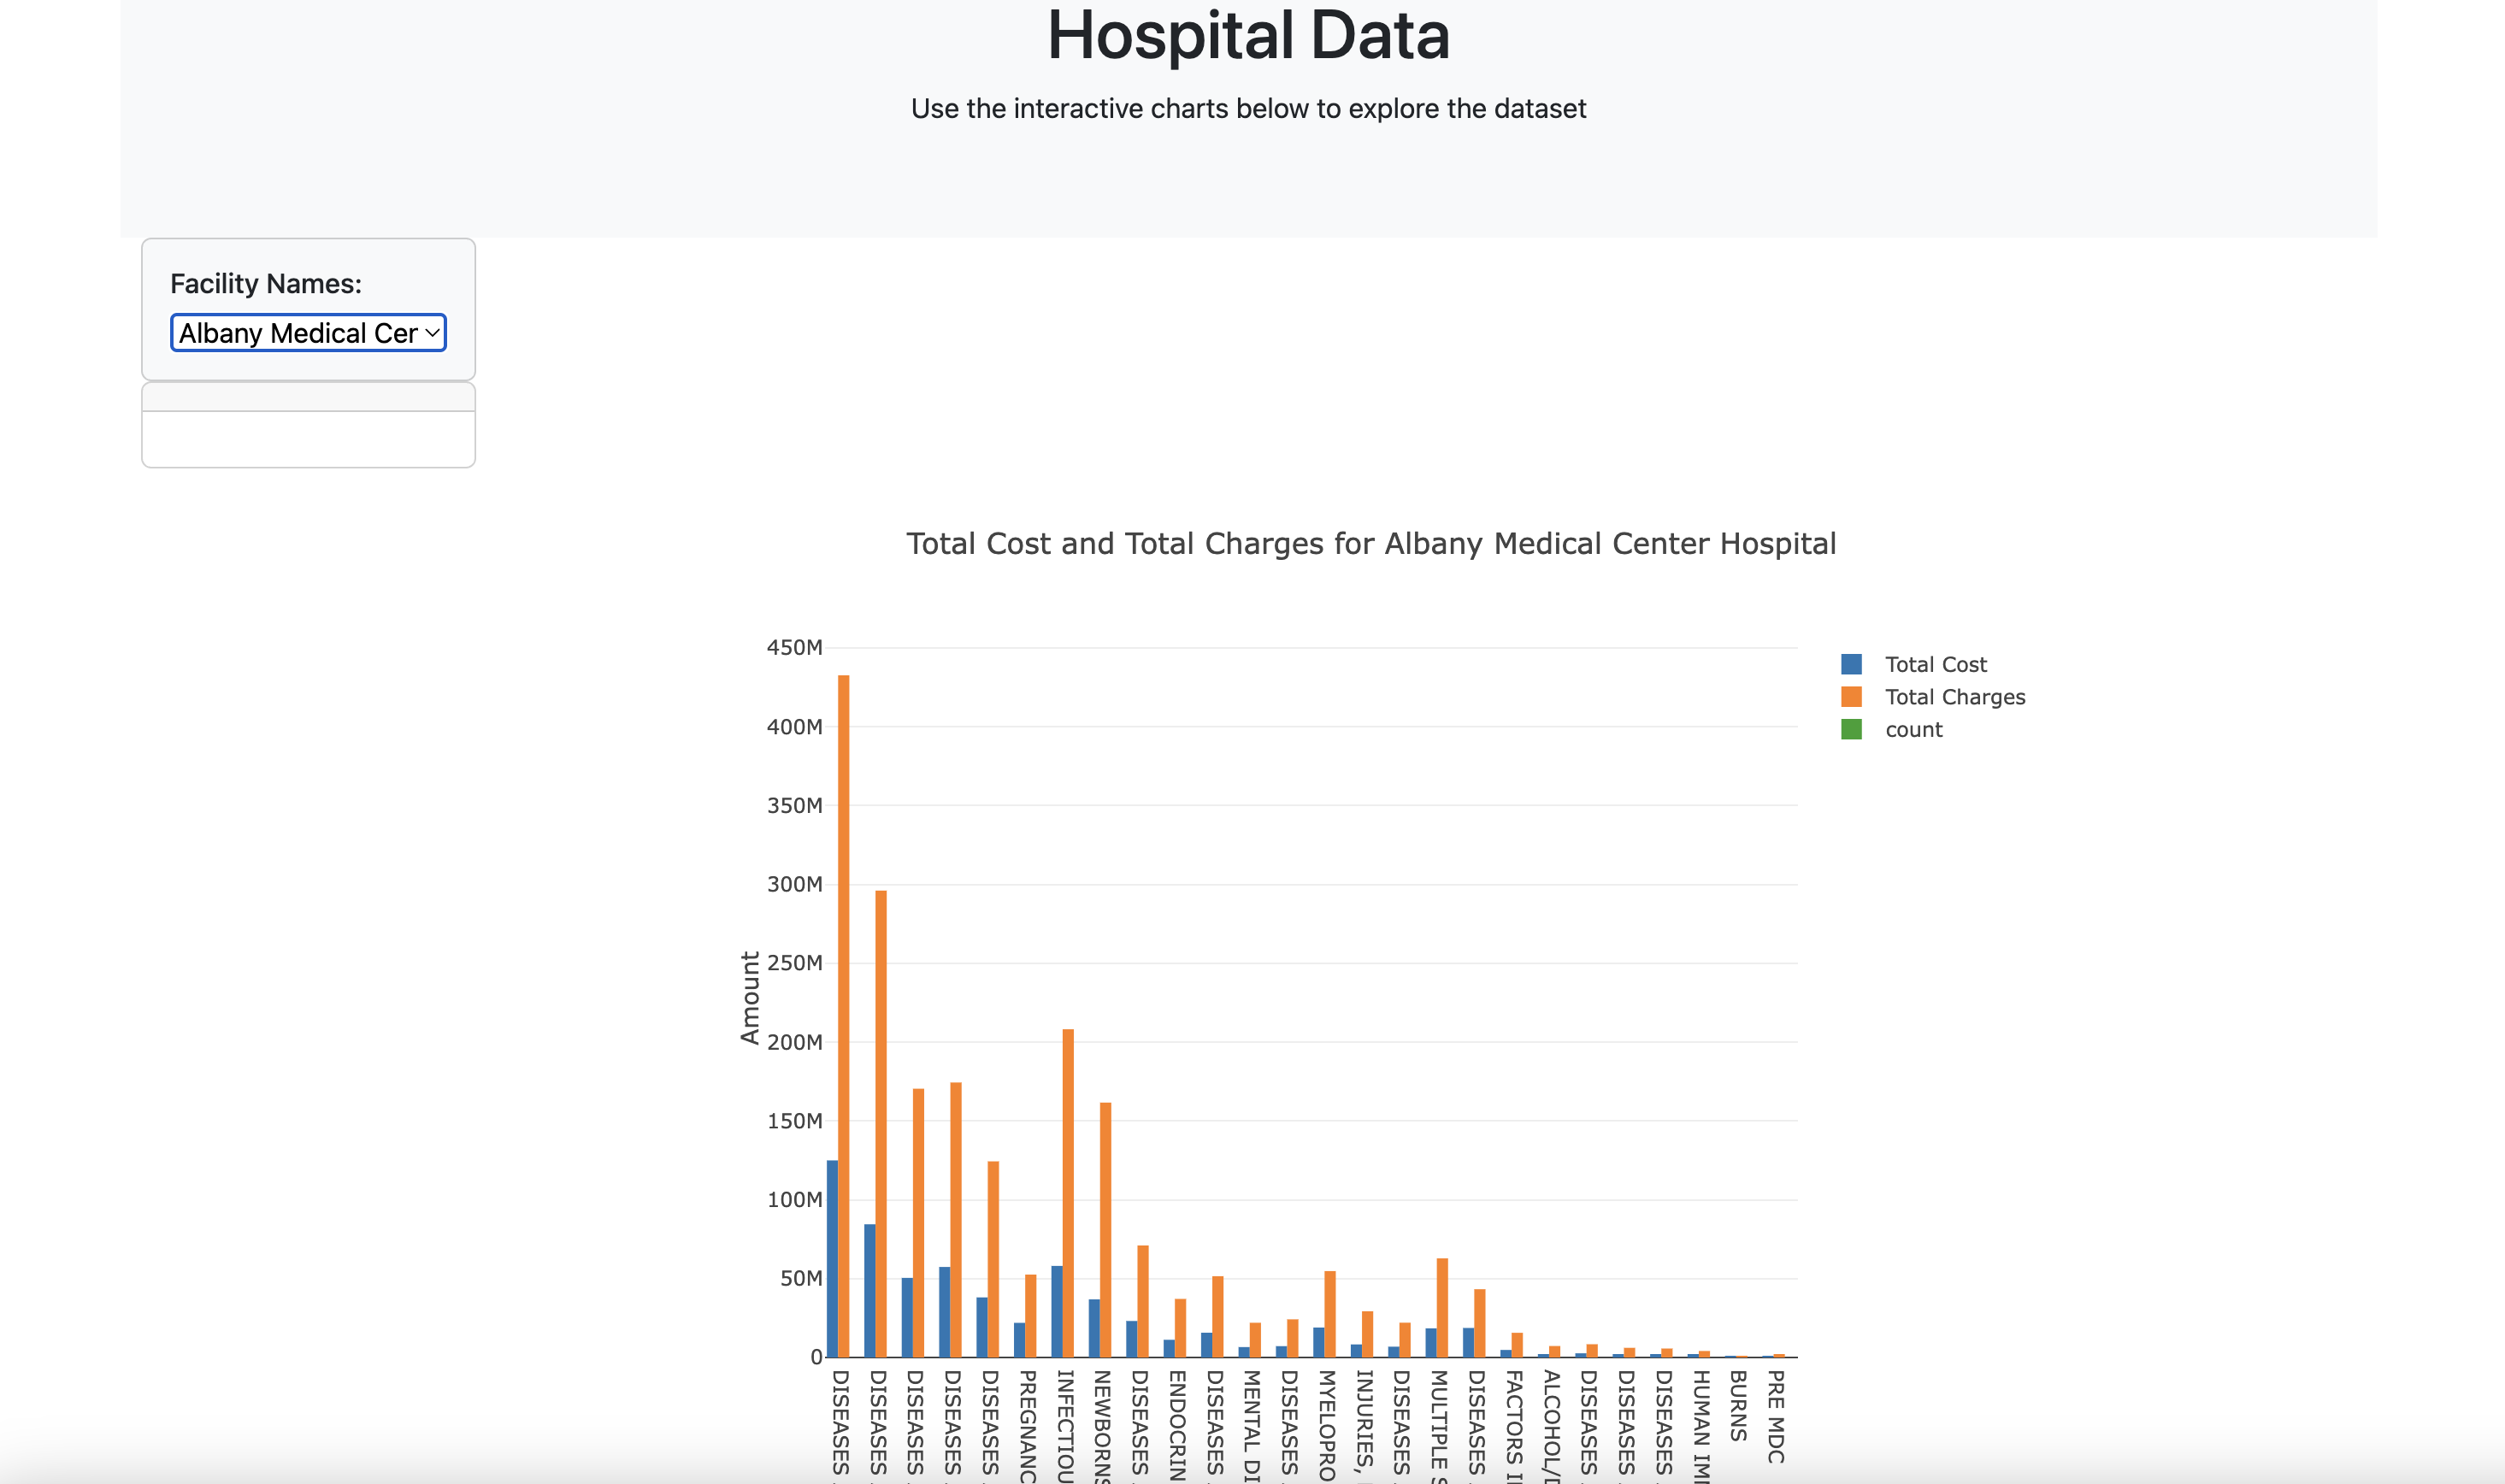 Hospital Data
Use the interactive charts below to explore the dataset
Facility Names:
Albany Medical Cer
Total Cost and Total Charges for Albany Medical Center Hospital
450M
400M
350M
300M
250M
200M
150M
100M
50M
0
Amount
Total Cost
Total Charges
count
DISEASES
DISEASES
DISEASES
DISEASES
DISEASES
PREGNANC
INFECTIOU
NEWBORNS
DISEASES
ENDOCRIN
DISEASES
MENTAL DI
DISEASES
MYELOPRO
INJURIES,
DISEASES
MULTIPLE S
DISEASES
FACTORS I
ALCOHOL/D
DISEASES
DISEASES
DISEASES
HUMAN IM
BURNS
PRE MDC